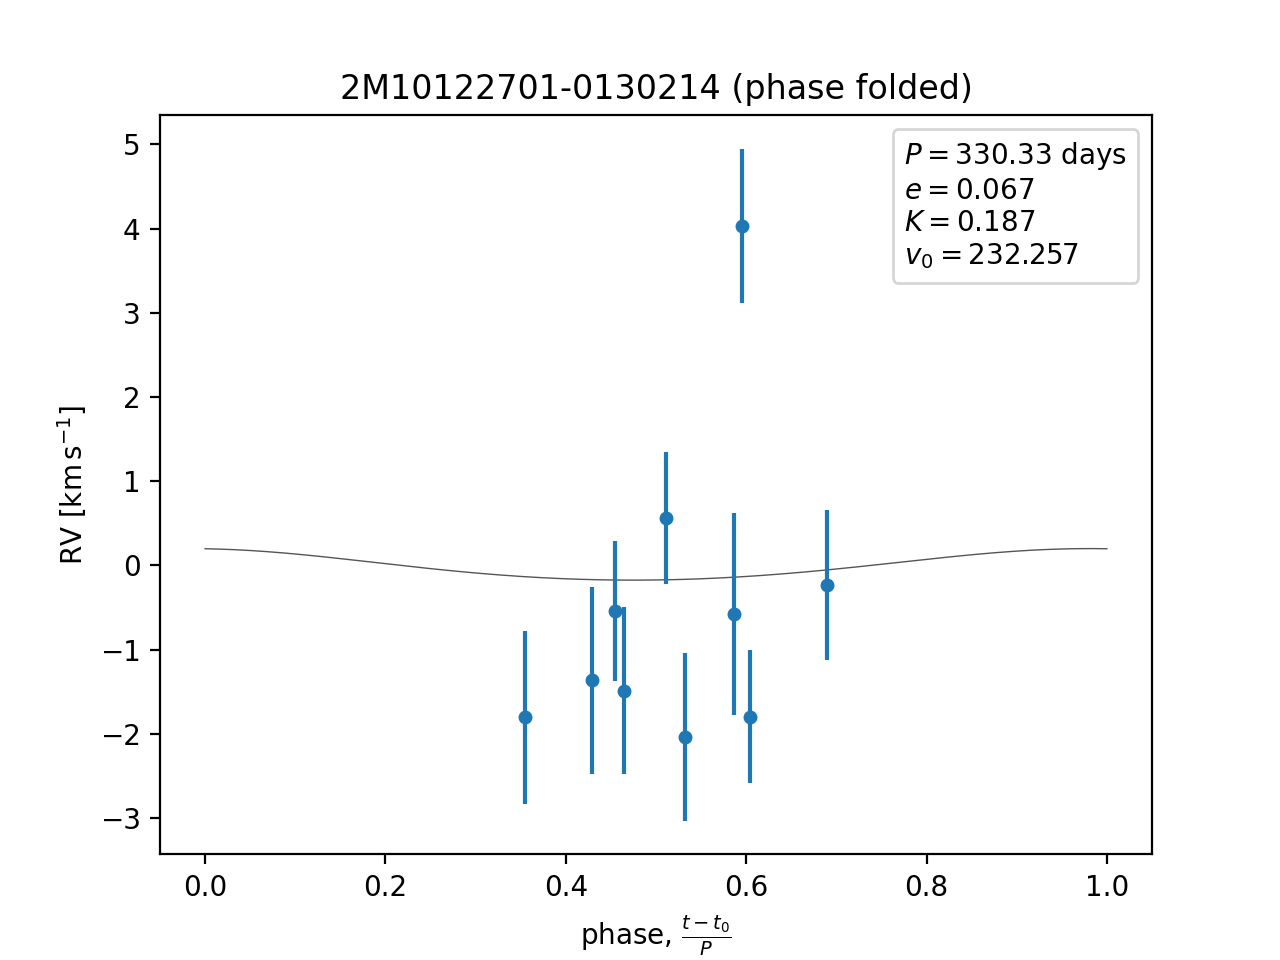 2M10122701-0130214 (phase folded)
P = 330.33 days
e = 0.067
K = 0.187
v₀ = 232.257
5
4
3
2
1
0
−1
−2
−3
RV [km s⁻¹]
0.0 0.2 0.4 0.6 0.8 1.0
phase, (t − t₀)/P